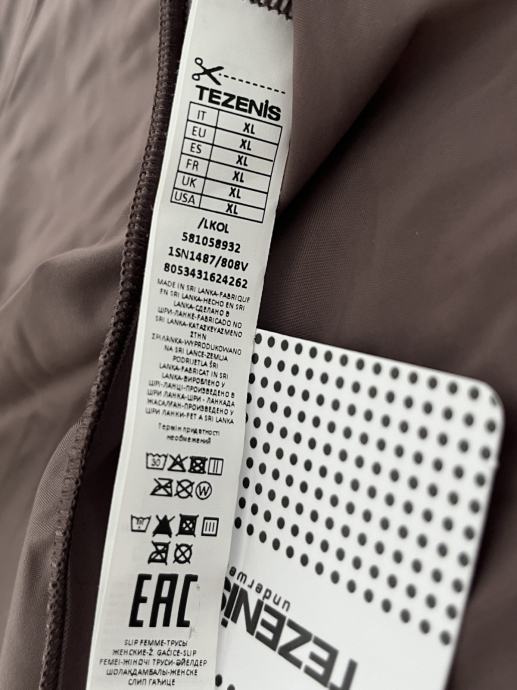 TEZENIS
IT XL
EU XL
ES XL
FR XL
UK XL
USA XL
/LKOL
581058932
1SN1487/808V
8053431624262
MADE IN SRI LANKA-FABRIQUE
EN SRI LANKA-HECHO EN SRI
LANKA-СДЕЛАНО В
ШРИ-ЛАНКЕ-FABRICADO NO
SRI LANKA-ΚΑΤΑΣΚΕΥΑΣΜΕΝΟ
ΣΤΗΝ
ΣΡΙ ΛΑΝΚΑ-WYPRODUKOWANO
NA SRI LANCE-ZEMLJA
PODRIJETLA ŠRI
LANKA-FABRICAT IN SRI
LANKA-ВИРОБЛЕНО У
ШРІ-ЛАНЦІ-ПРОИЗВЕДЕНО В
ШРИ ЛАНКА-ШРИ - ЛАНКАДА
ЖАСАЛҒАН-ПРОИЗВЕДЕНО У
ШРИ ЛАНКИ-FET A SRI LANKA
Термін придатності
необмежений
30
W
EAC
SLIP FEMME-ТРУСЫ
ЖЕНСКИЕ-Ž. GAĆICE-SLIP
FEMEI-ЖІНОЧІ ТРУСИ-ӘЙЕЛДЕР
ШОЛАҚДАМБАЛЫ-ЖЕНСКЕ
СЛИП ГАЋИЦЕ
TEZENIS
underwe